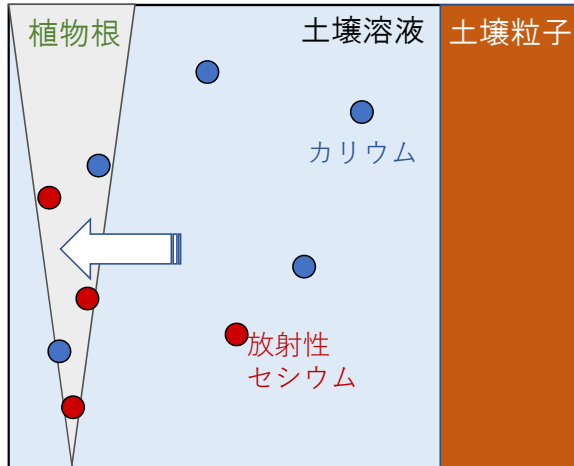 植物根
土壌溶液
土壌粒子
カリウム
放射性
セシウム